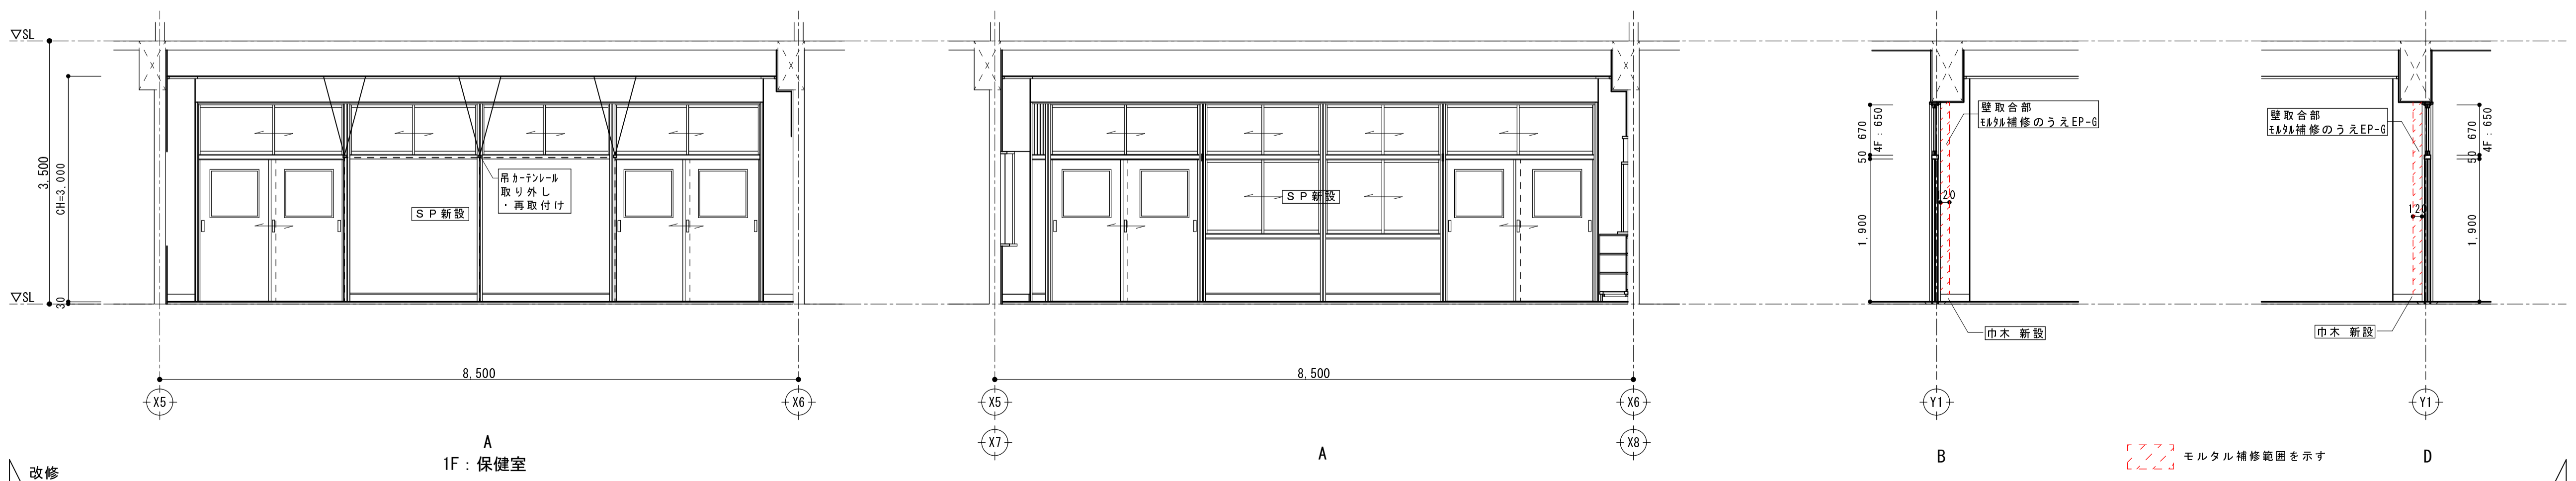 ▽SL
3,500
CH=3,000
▽SL
30
吊カーテンレール
取り外し
・再取付け
SP新設
8,500
X5
X6
A
1F：保健室
改修
SP新設
8,500
X5
X6
X7
X8
A
壁取合部
モルタル補修のうえEP-G
670
4F：650
50
1,900
120
巾木 新設
Y1
B
壁取合部
モルタル補修のうえEP-G
670
4F：650
50
1,900
120
巾木 新設
Y1
D
モルタル補修範囲を示す